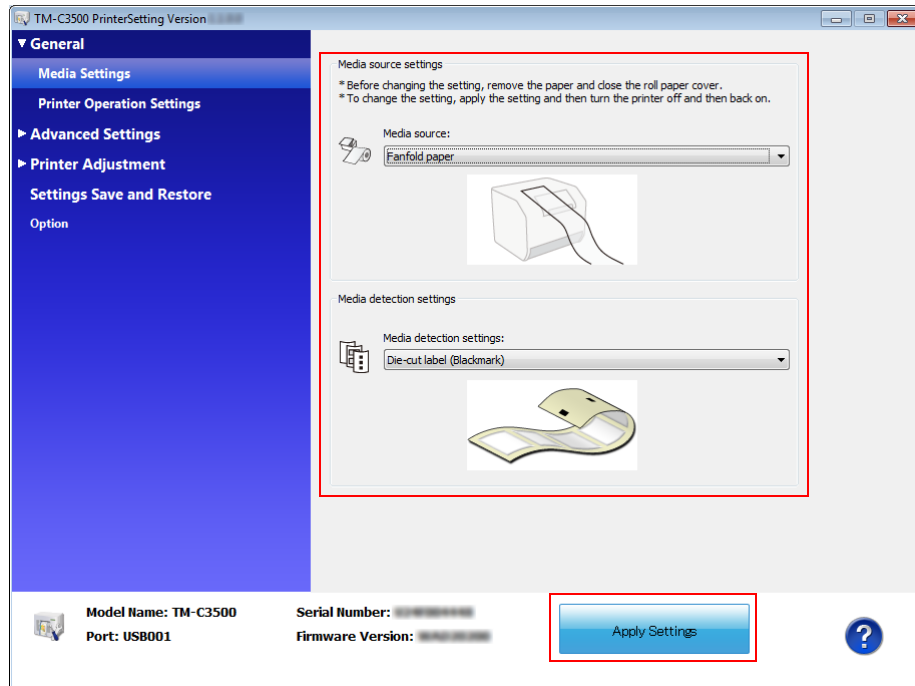 TM-C3500 PrinterSetting Version
General
Media Settings
Printer Operation Settings
Advanced Settings
Printer Adjustment
Settings Save and Restore
Option
Media source settings
* Before changing the setting, remove the paper and close the roll paper cover.
* To change the setting, apply the setting and then turn the printer off and then back on.
Media source:
Fanfold paper
Media detection settings
Media detection settings:
Die-cut label (Blackmark)
Model Name: TM-C3500
Port: USB001
Serial Number:
Firmware Version:
Apply Settings
?